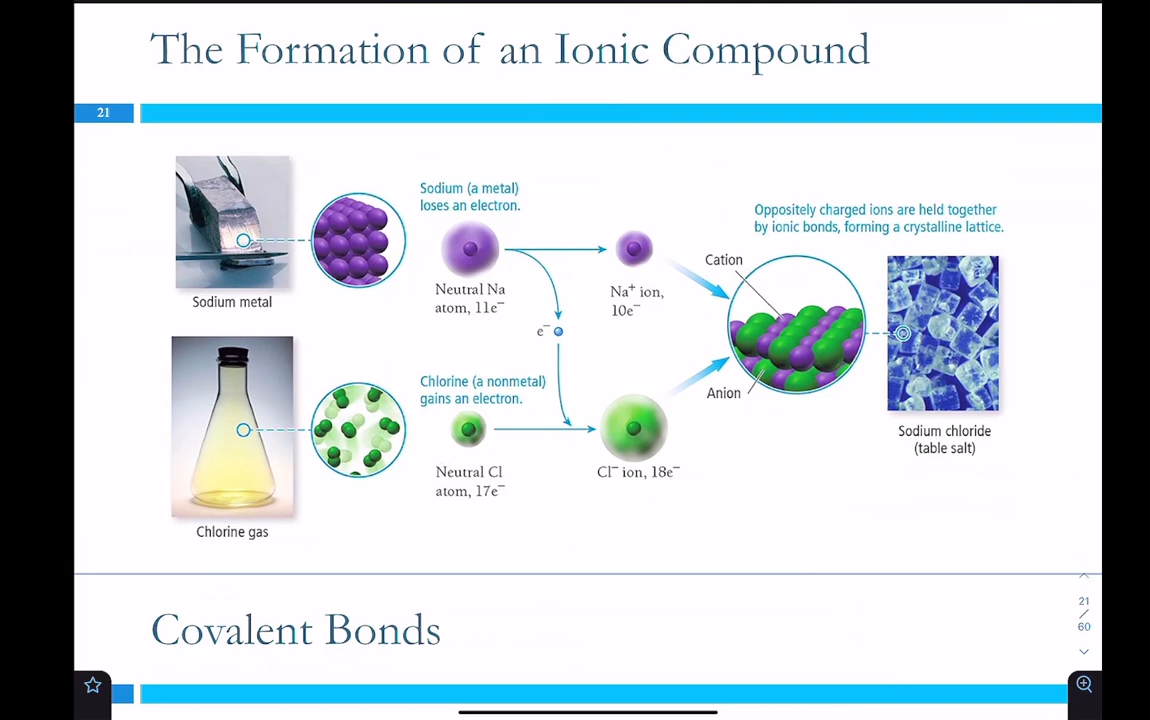 The Formation of an Ionic Compound
21
Sodium (a metal)
loses an electron.
Neutral Na
atom, 11e⁻
Na⁺ ion,
10e⁻
Sodium metal
e⁻
Oppositely charged ions are held together
by ionic bonds, forming a crystalline lattice.
Cation
Anion
Chlorine (a nonmetal)
gains an electron.
Neutral Cl
atom, 17e⁻
Cl⁻ ion, 18e⁻
Sodium chloride
(table salt)
Chlorine gas
21
/
60
Covalent Bonds